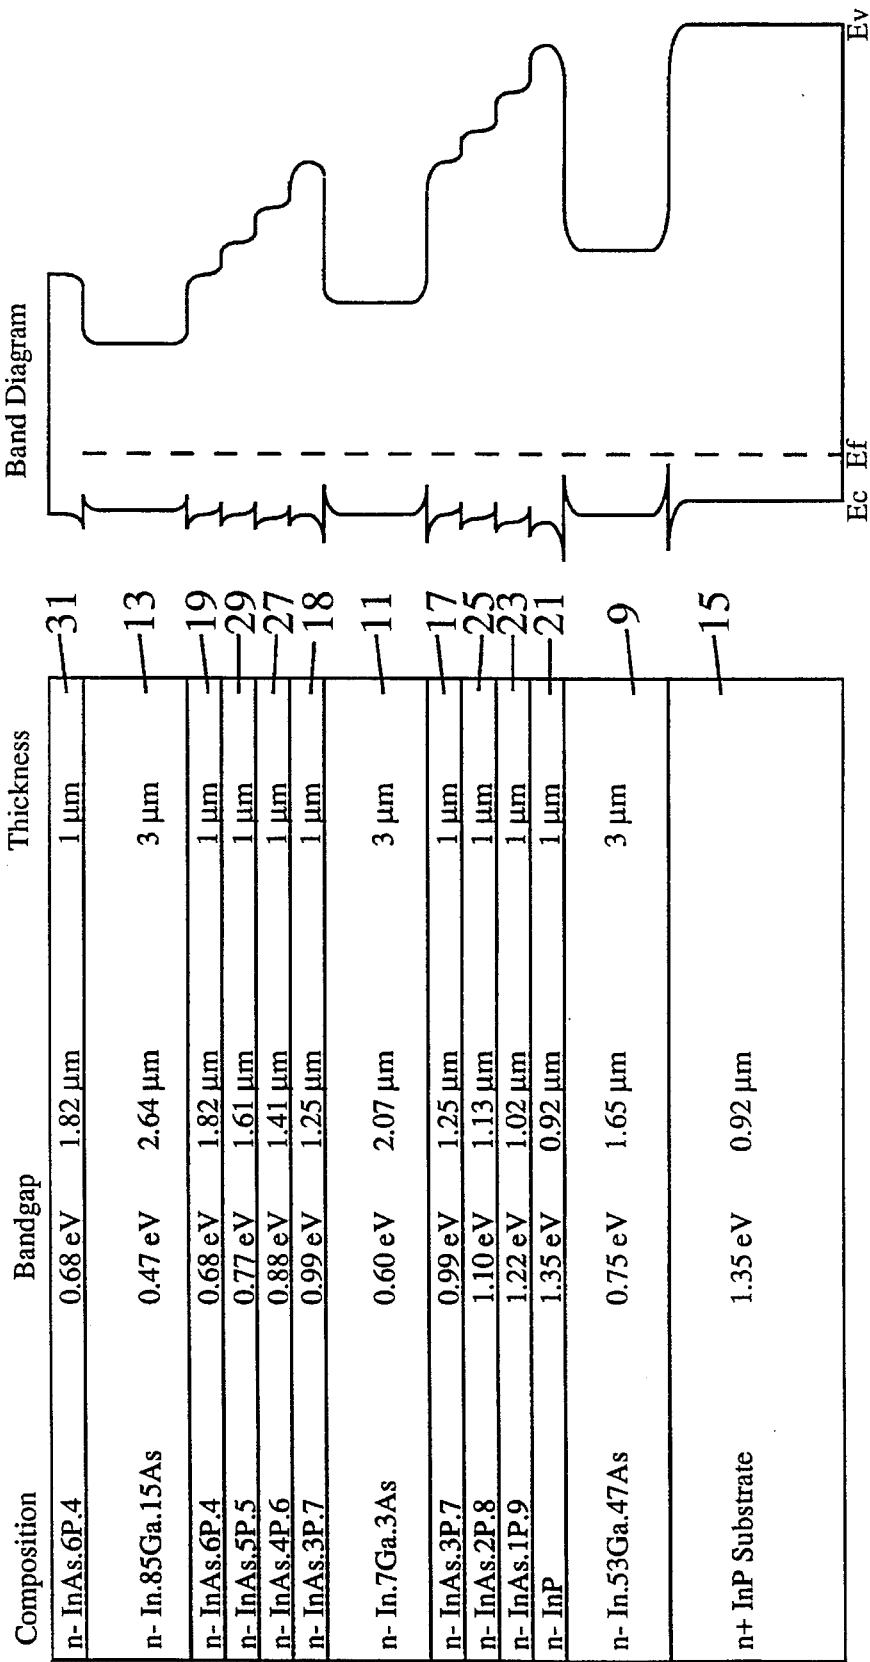 Composition Bandgap Thickness Band Diagram
n- InAs.6P.4 0.68 eV 1.82 µm 1 µm 31
n- In.85Ga.15As 0.47 eV 2.64 µm 3 µm 13
n- InAs.6P.4 0.68 eV 1.82 µm 1 µm 19
n- InAs.5P.5 0.77 eV 1.61 µm 1 µm 29
n- InAs.4P.6 0.88 eV 1.41 µm 1 µm 27
n- InAs.3P.7 0.99 eV 1.25 µm 1 µm 18
n- In.7Ga.3As 0.60 eV 2.07 µm 3 µm 11
n- InAs.3P.7 0.99 eV 1.25 µm 1 µm 17
n- InAs.2P.8 1.10 eV 1.13 µm 1 µm 25
n- InAs.1P.9 1.22 eV 1.02 µm 1 µm 23
n- InP 1.35 eV 0.92 µm 1 µm 21
n- In.53Ga.47As 0.75 eV 1.65 µm 3 µm 9
n+ InP Substrate 1.35 eV 0.92 µm 15
Ec Ef Ev